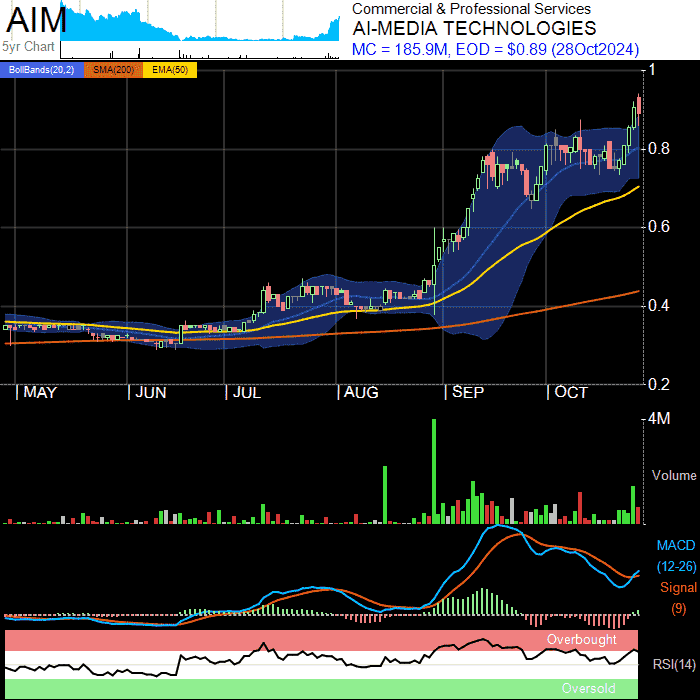 AIM
5yr Chart
Commercial & Professional Services
AI-MEDIA TECHNOLOGIES
MC = 185.9M, EOD = $0.89 (28Oct2024)
BollBands(20,2) SMA(200) EMA(50)
1
0.8
0.6
0.4
0.2
MAY JUN JUL AUG SEP OCT
4M
Volume
MACD
(12-26)
Signal
(9)
Overbought
RSI(14)
Oversold